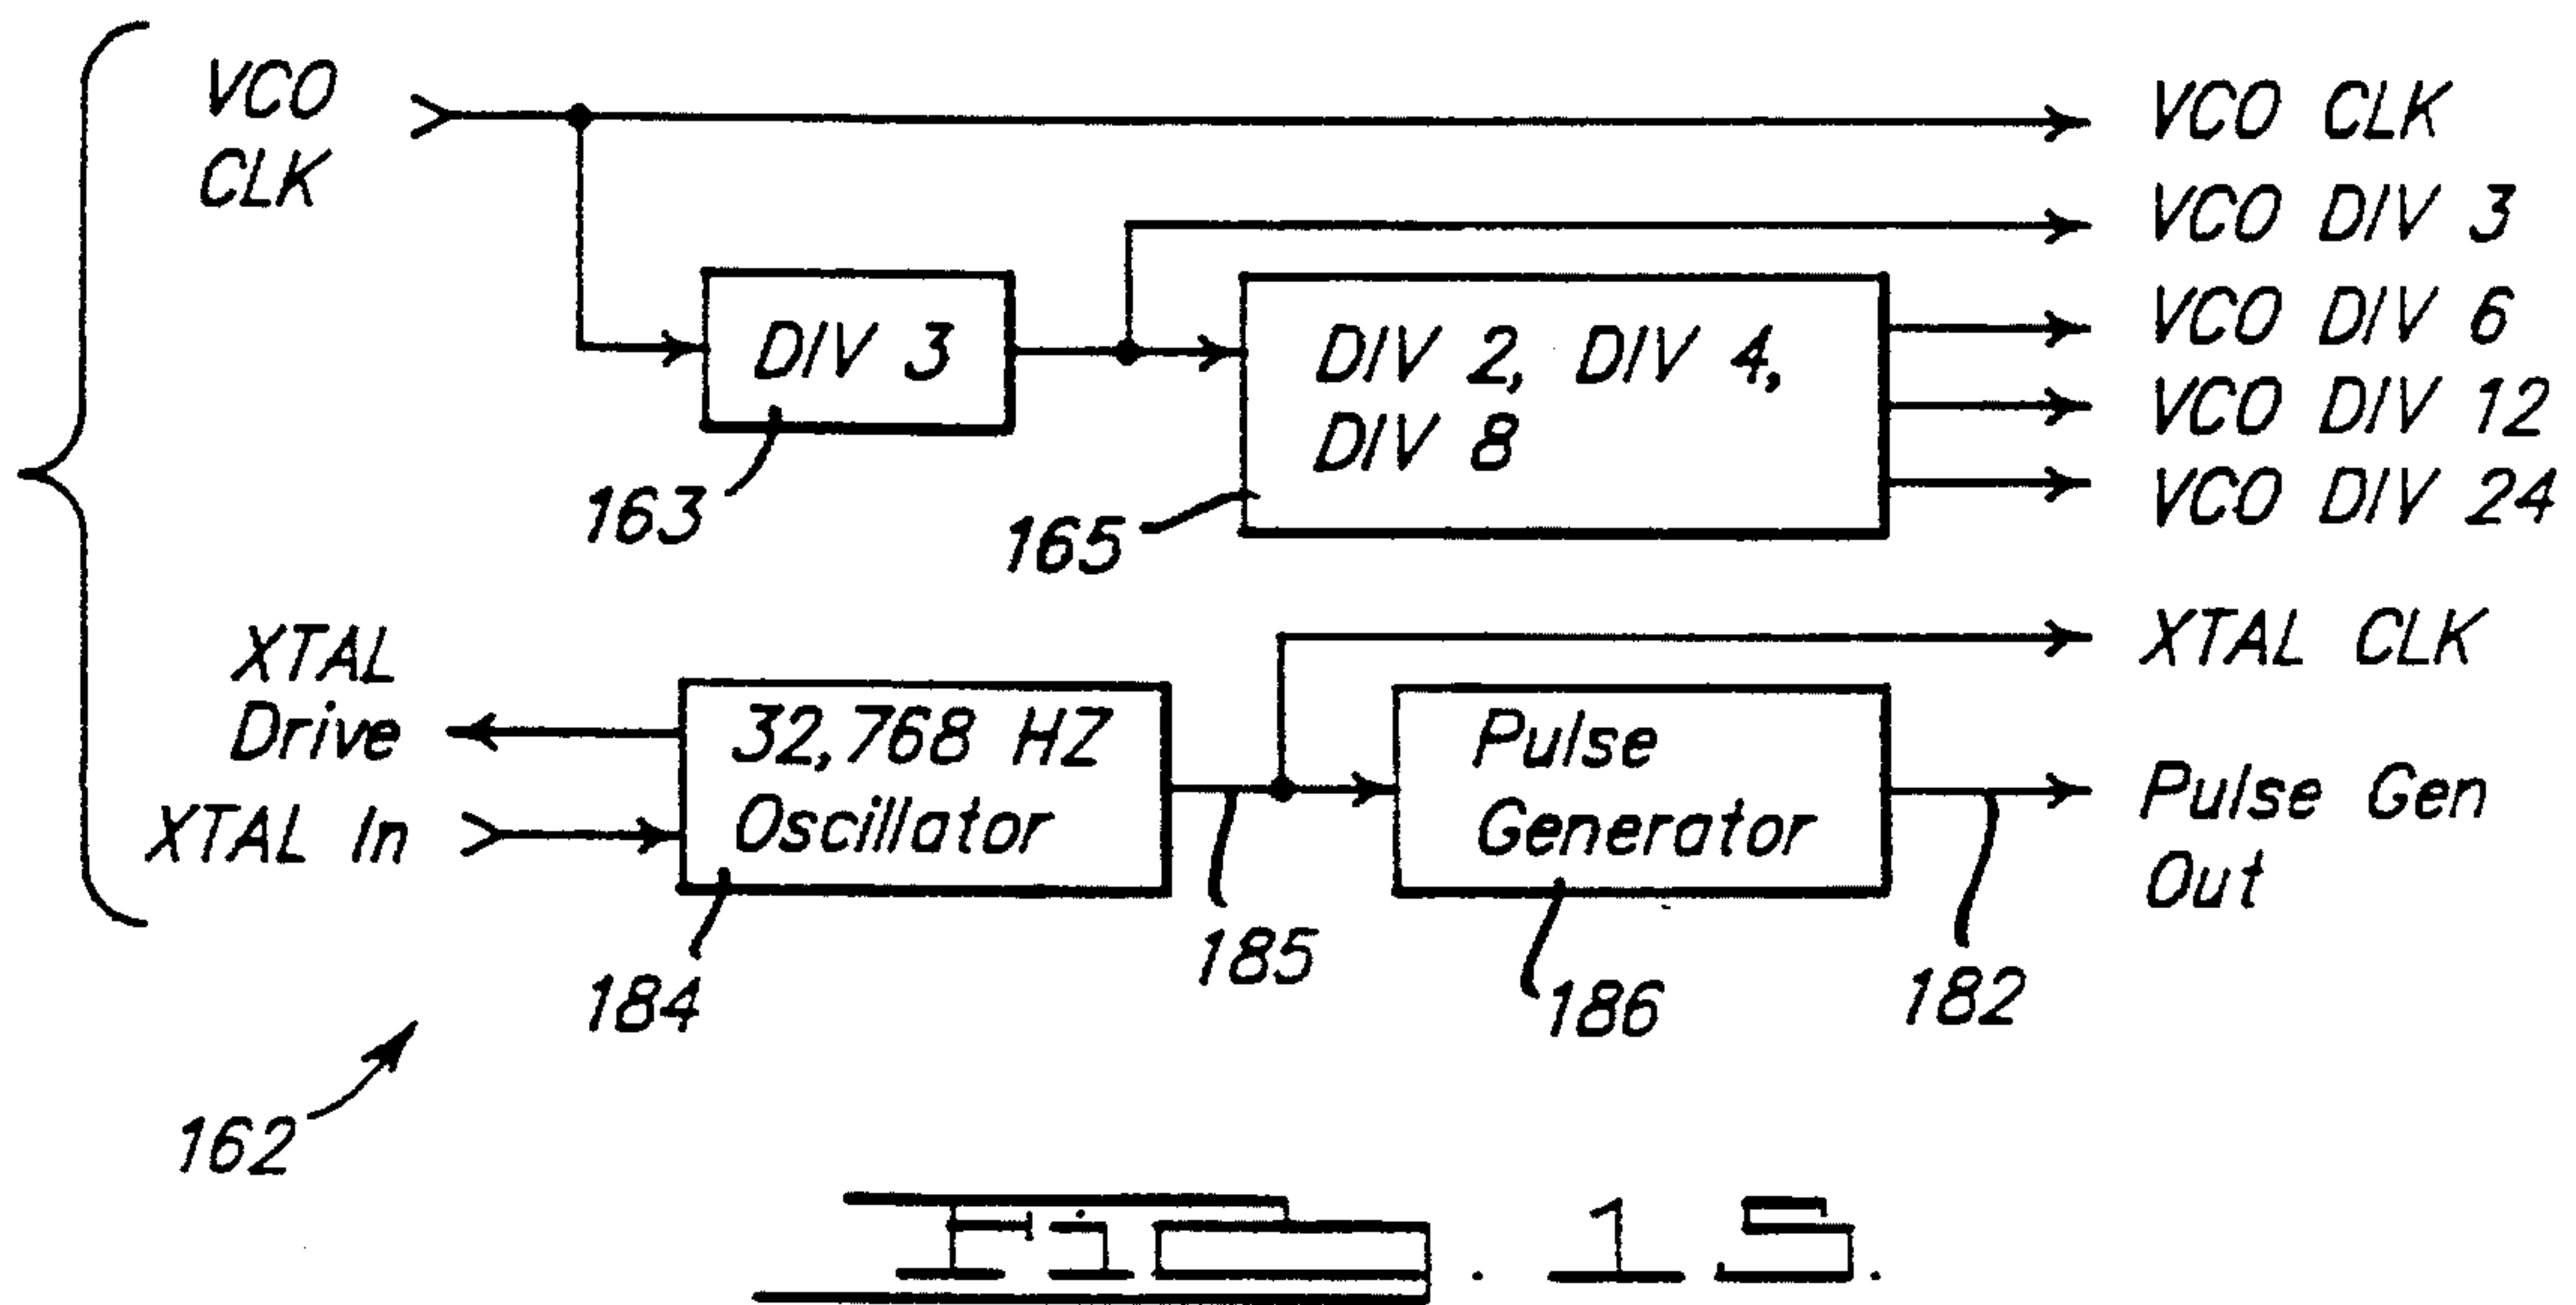 VCO
CLK
VCO CLK
VCO DIV 3
DIV 3
DIV 2, DIV 4,
DIV 8
VCO DIV 6
VCO DIV 12
VCO DIV 24
163
165
XTAL
Drive
XTAL In
32,768 HZ
Oscillator
Pulse
Generator
XTAL CLK
Pulse Gen
Out
184
185
186
182
162
FIG. 15.